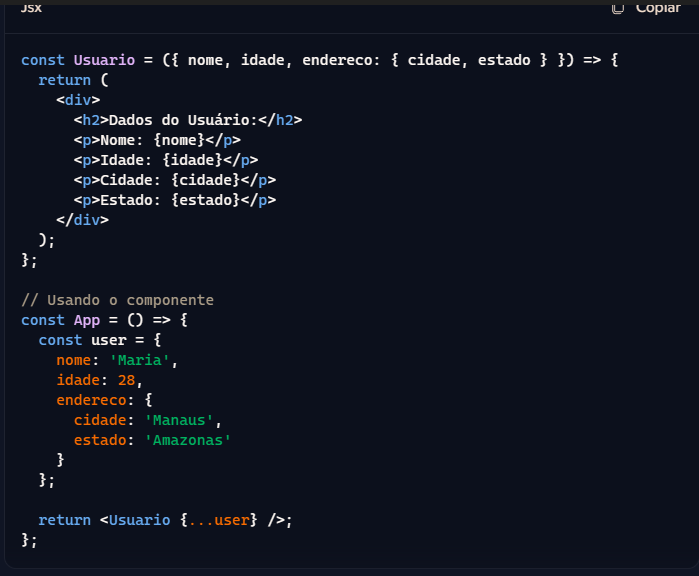 Jsx
Copiar
const Usuario = ({ nome, idade, endereco: { cidade, estado } }) => {
  return (
    <div>
      <h2>Dados do Usuário:</h2>
      <p>Nome: {nome}</p>
      <p>Idade: {idade}</p>
      <p>Cidade: {cidade}</p>
      <p>Estado: {estado}</p>
    </div>
  );
};

// Usando o componente
const App = () => {
  const user = {
    nome: 'Maria',
    idade: 28,
    endereco: {
      cidade: 'Manaus',
      estado: 'Amazonas'
    }
  };

  return <Usuario {...user} />;
};